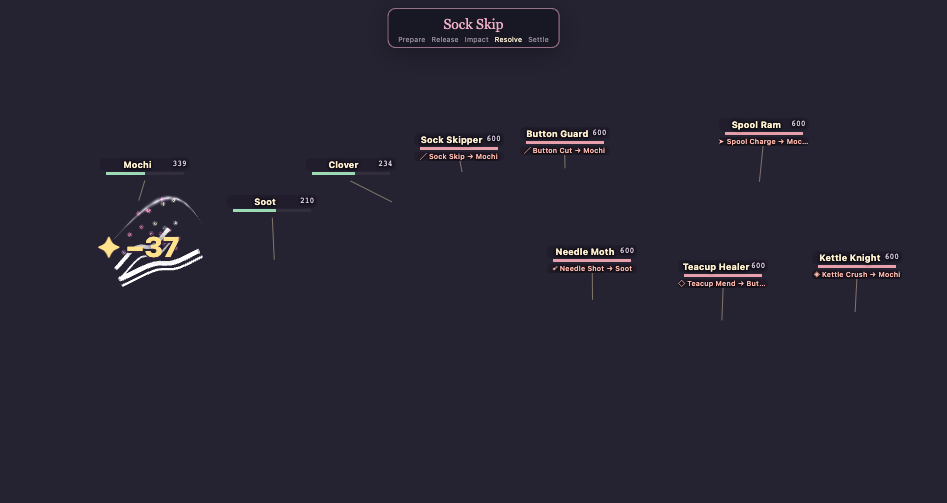 Sock Skip
Prepare Release Impact Resolve Settle
Spool Ram 600
➤ Spool Charge → Moc...
Button Guard 600
⟋ Button Cut → Mochi
Sock Skipper 600
⟋ Sock Skip → Mochi
Mochi 339
Clover 234
Soot 210
✦ –37
Needle Moth 600
➶ Needle Shot → Soot
Teacup Healer 600
◇ Teacup Mend → But...
Kettle Knight 600
◈ Kettle Crush → Mochi